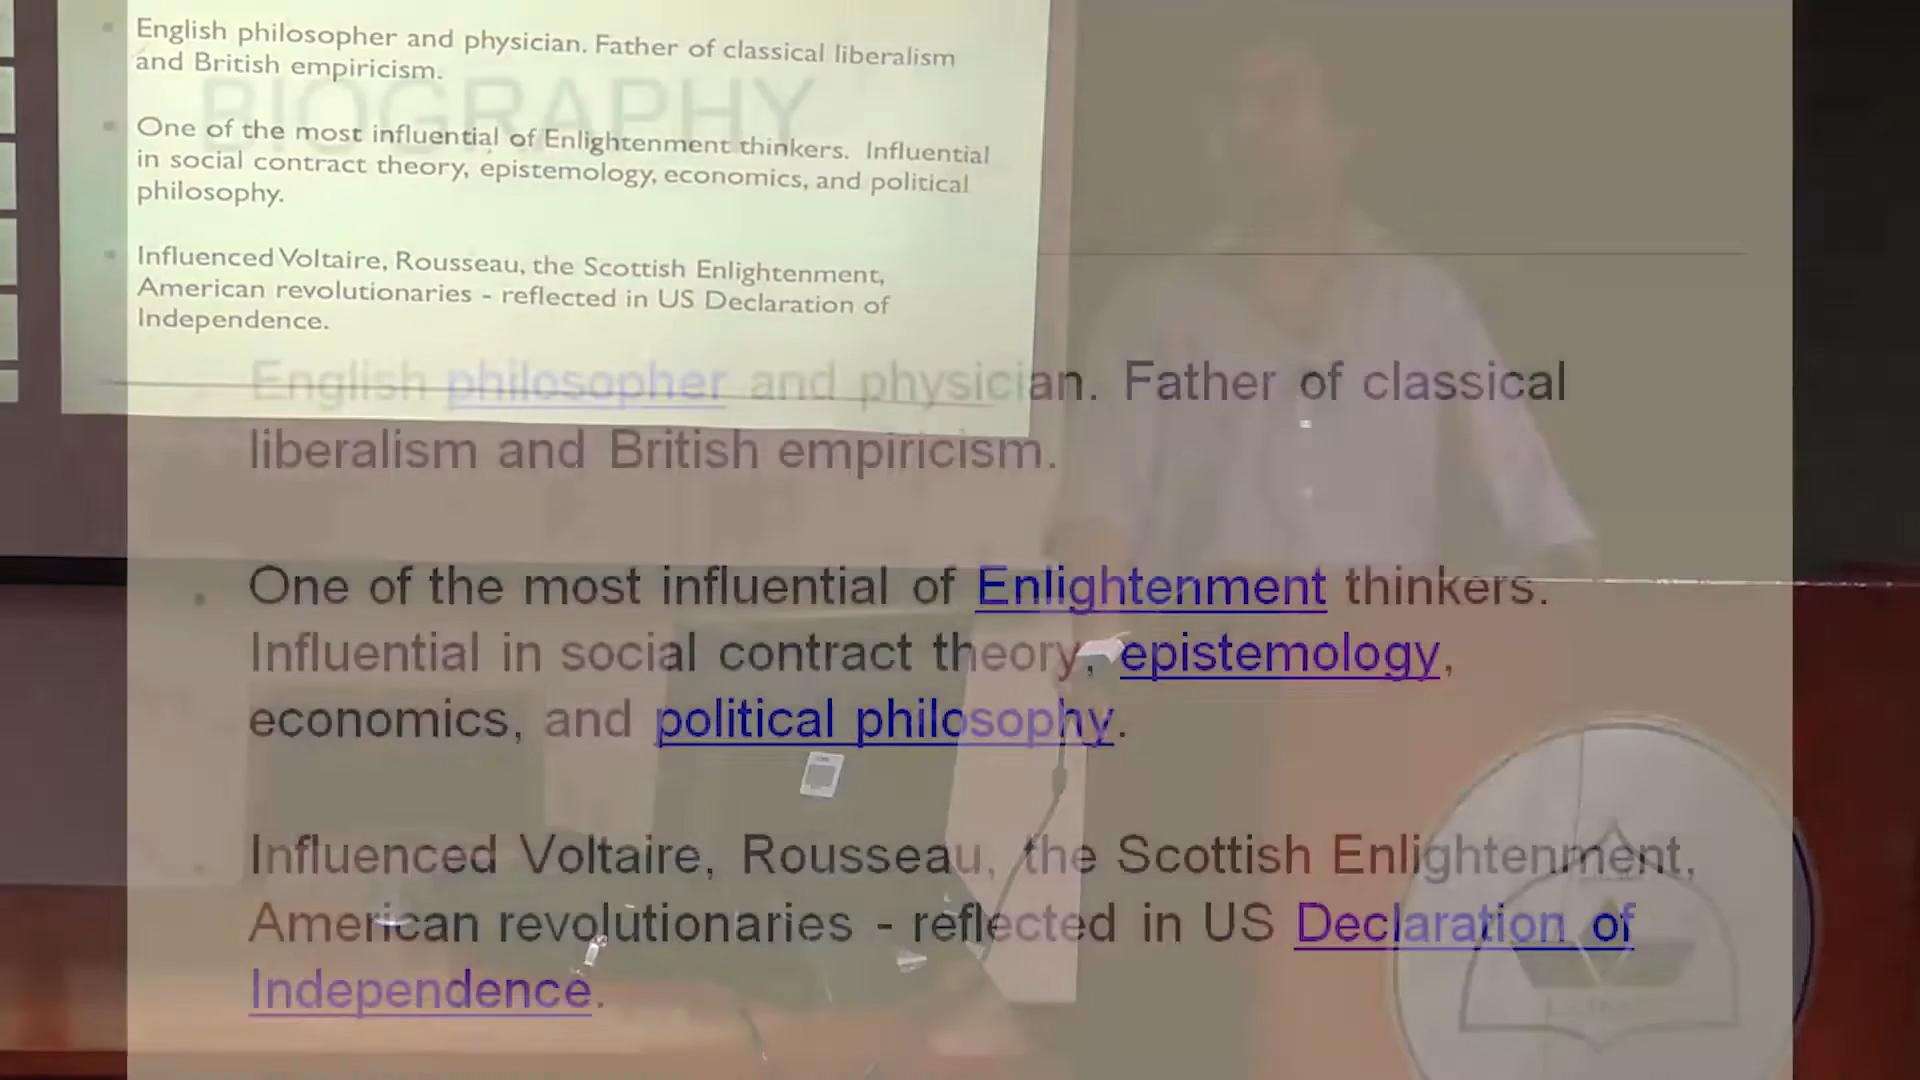 English philosopher and physician. Father of classical liberalism
and British empiricism.
BIOGRAPHY
One of the most influential of Enlightenment thinkers. Influential
in social contract theory, epistemology, economics, and political
philosophy.
Influenced Voltaire, Rousseau, the Scottish Enlightenment,
American revolutionaries - reflected in US Declaration of
Independence.
English philosopher and physician. Father of classical
liberalism and British empiricism.
One of the most influential of Enlightenment thinkers.
Influential in social contract theory, epistemology,
economics, and political philosophy.
Influenced Voltaire, Rousseau, the Scottish Enlightenment,
American revolutionaries - reflected in US Declaration of
Independence.